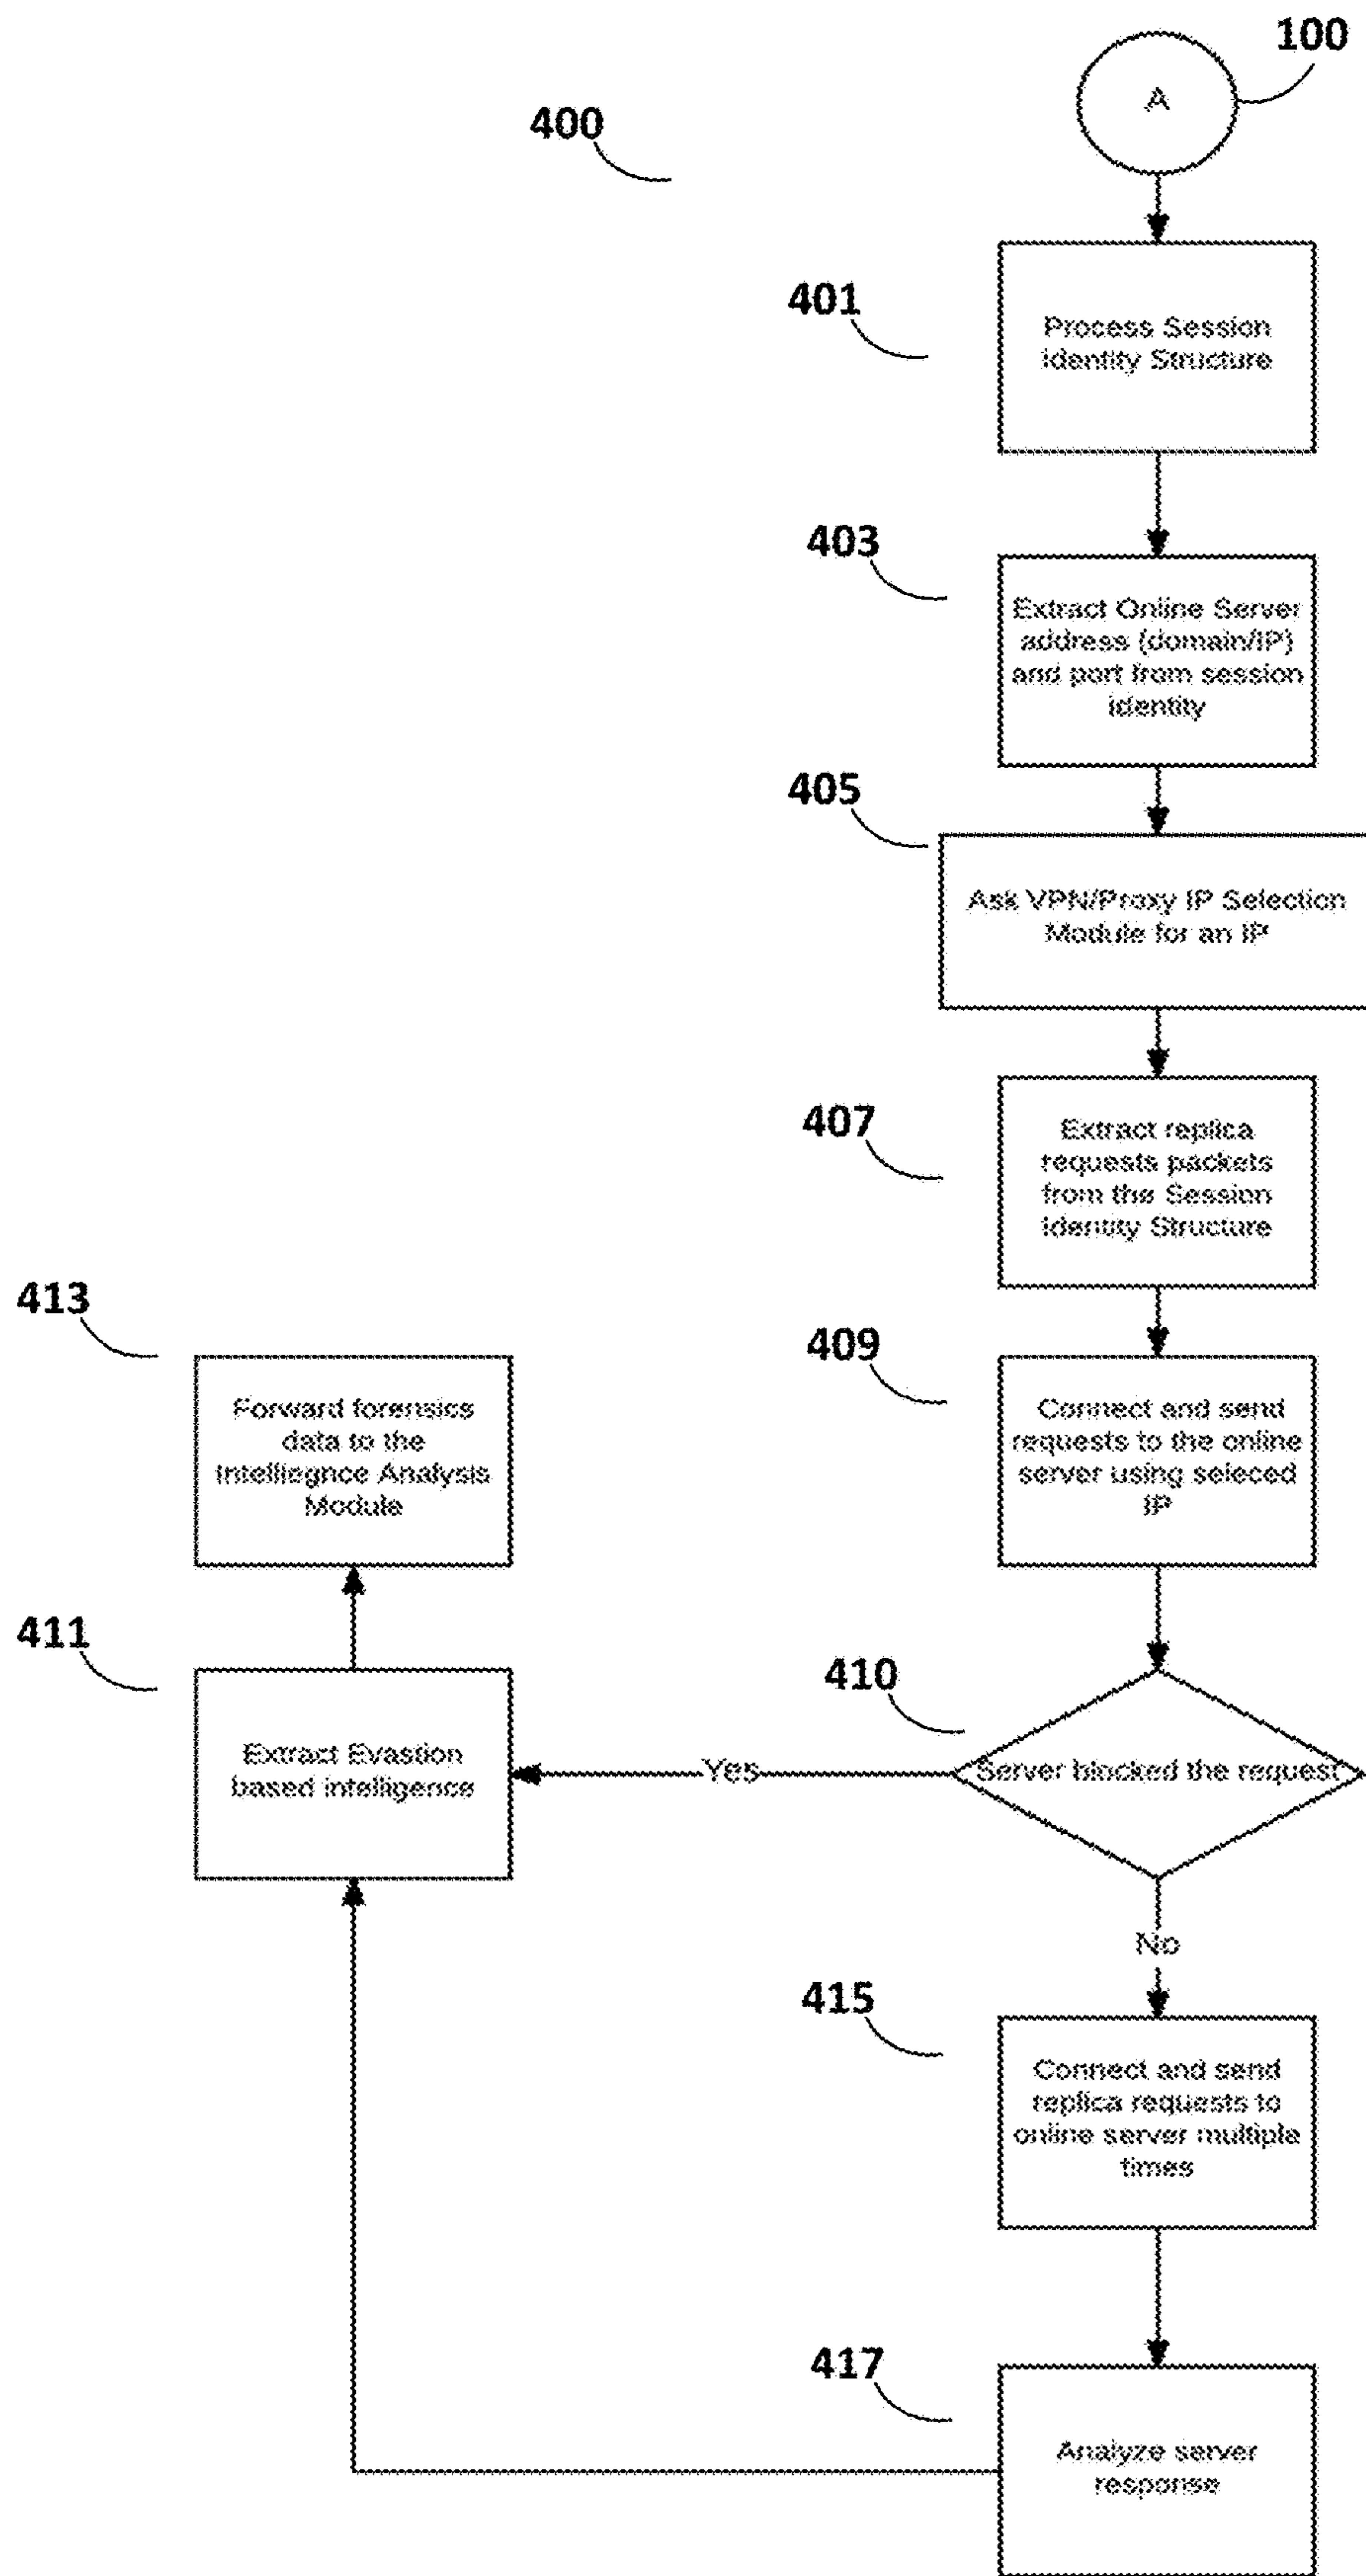 100
A
400
401
Process Session
Identity Structure
403
Extract Online Server
address (domain/IP)
and port from session
identity
405
Ask VPN/Proxy IP Selection
Module for an IP
407
Extract replica
requests packets
from the Session
Identity Structure
409
Connect and send
requests to the online
server using seleced
IP
413
Forward forensics
data to the
Intelliegnce Analysis
Module
411
Extract Evastion
based intelligence
410
Server blocked the request
Yes
No
415
Connect and send
replica requests to
online server multiple
times
417
Analyze server
response